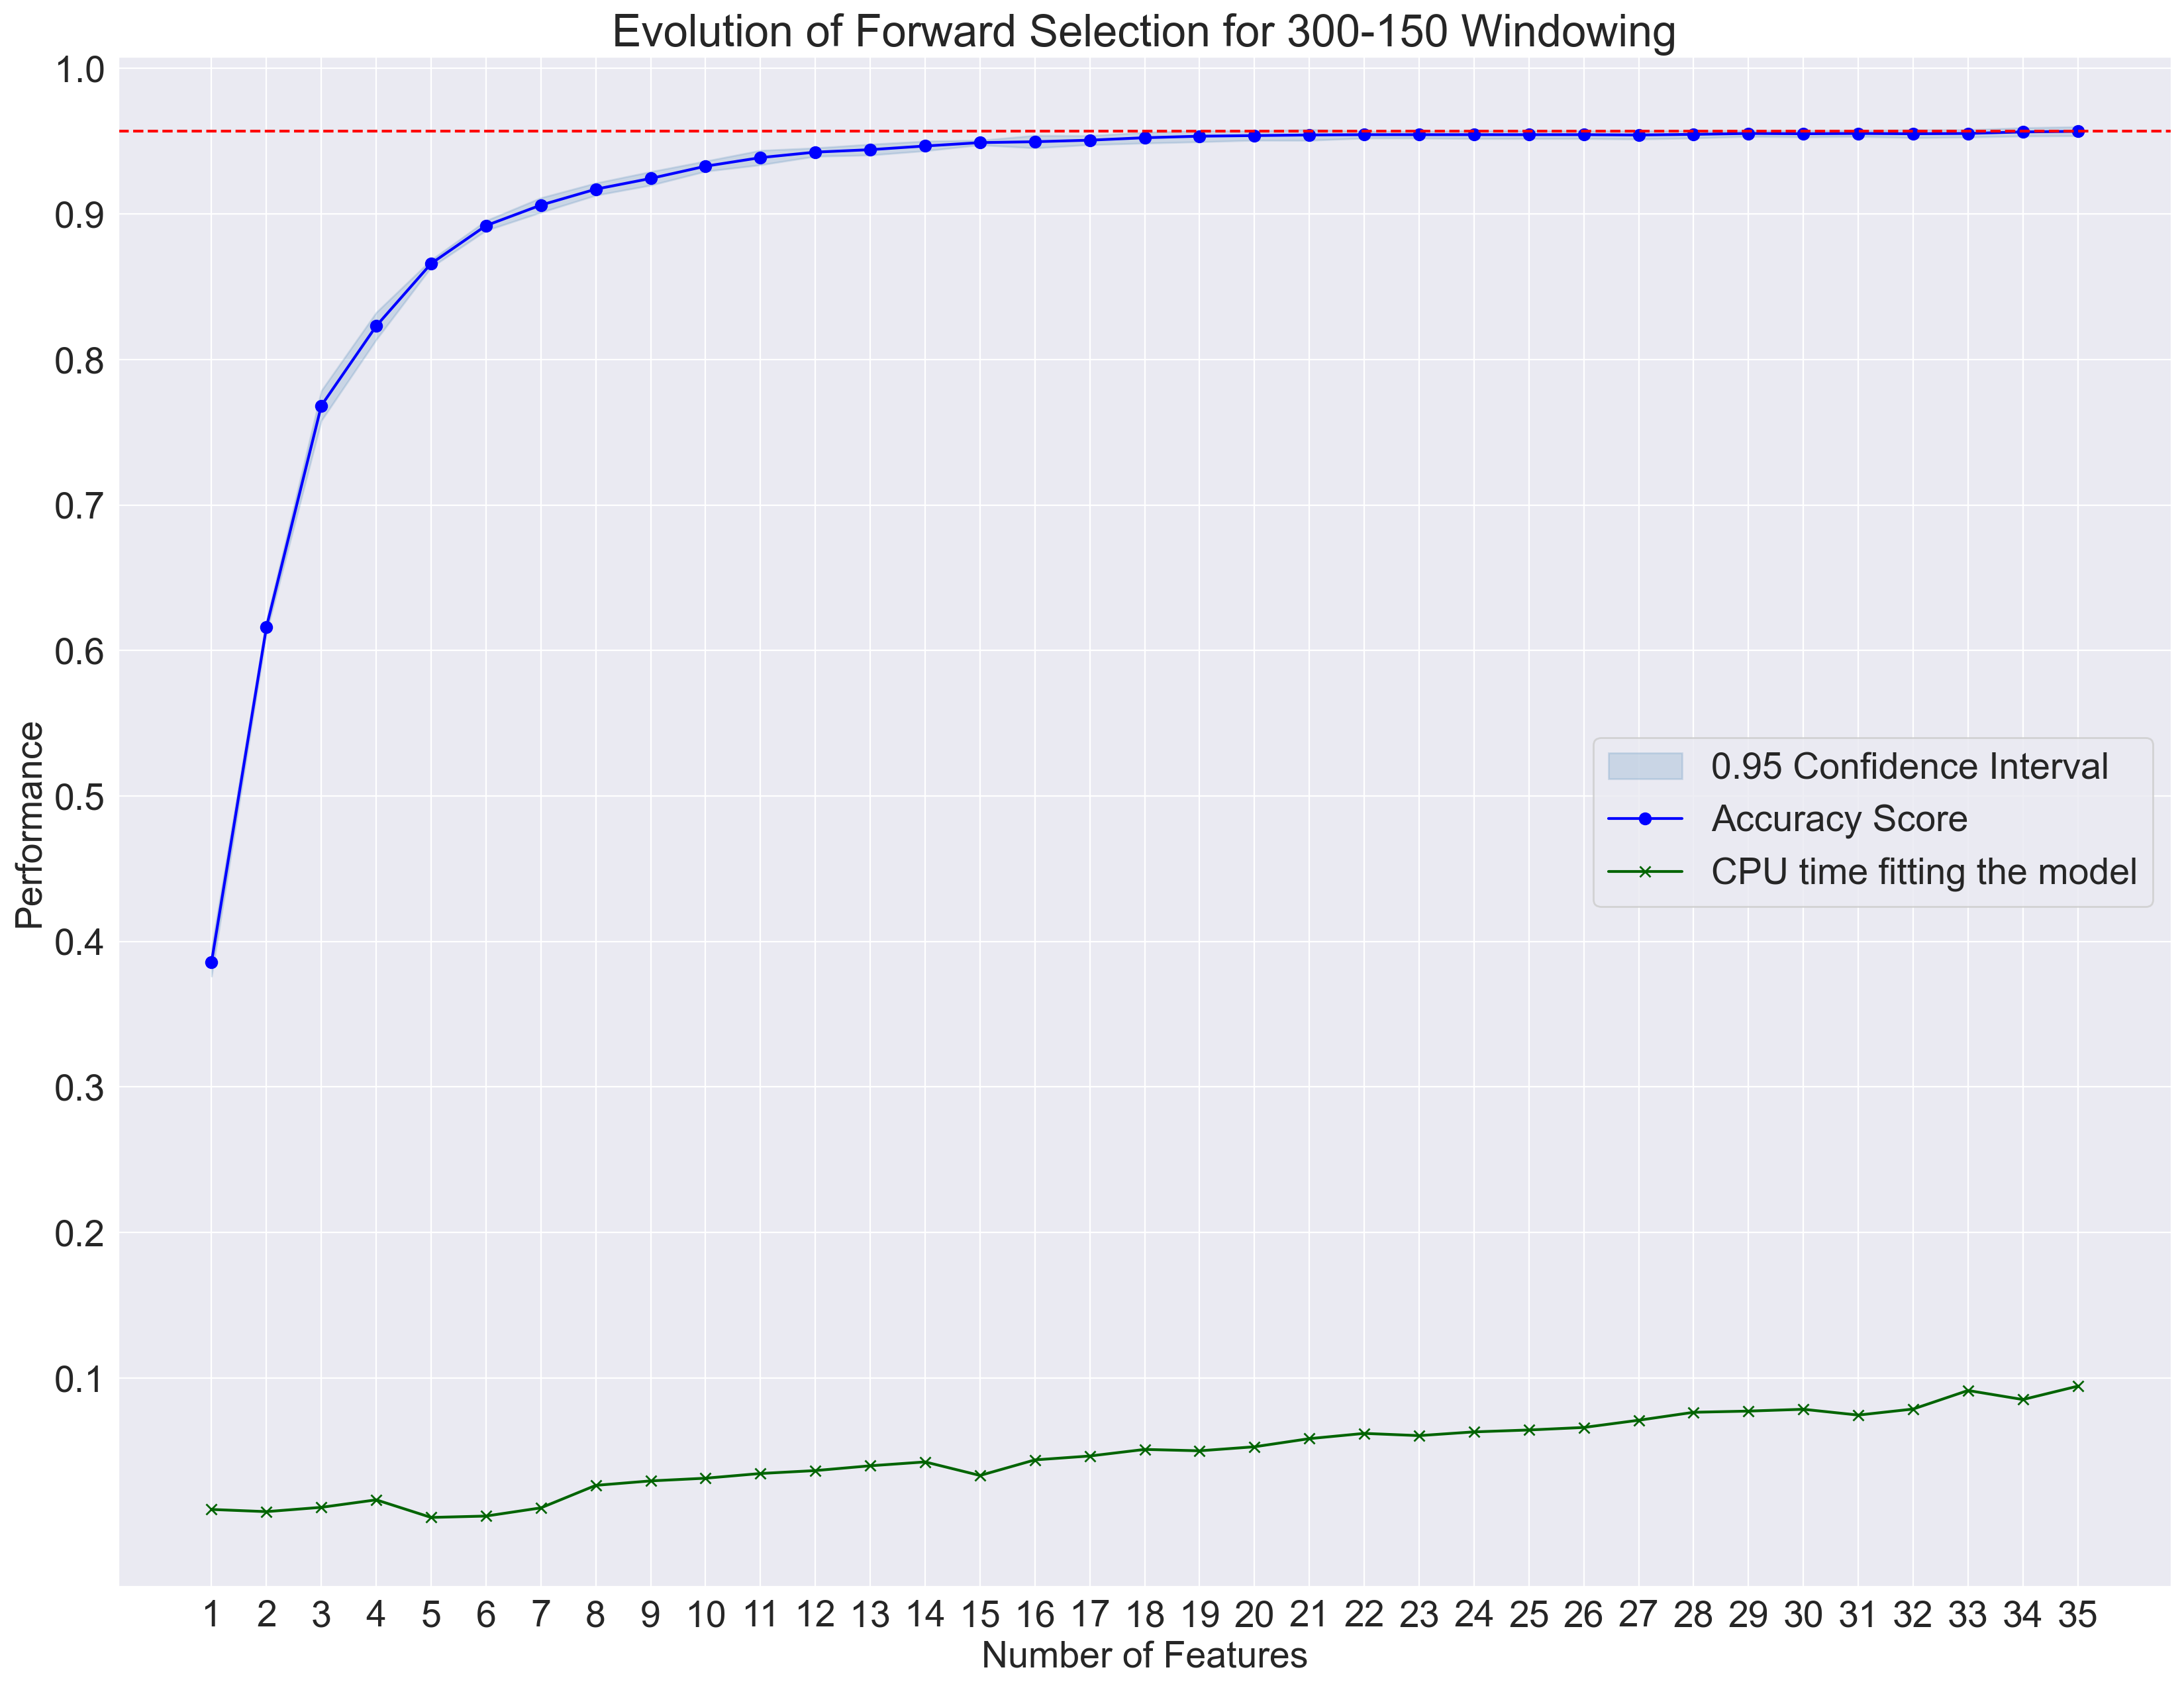 Evolution of Forward Selection for 300-150 Windowing
1.0
0.9
0.8
0.7
0.6
0.5
0.4
0.3
0.2
0.1
Performance
0.95 Confidence Interval
Accuracy Score
CPU time fitting the model
1 2 3 4 5 6 7 8 9 10 11 12 13 14 15 16 17 18 19 20 21 22 23 24 25 26 27 28 29 30 31 32 33 34 35
Number of Features